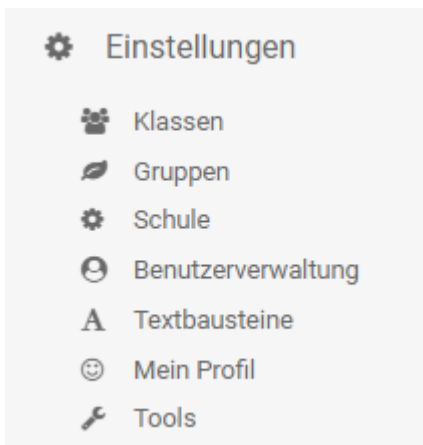 Einstellungen
Klassen
Gruppen
Schule
Benutzerverwaltung
Textbausteine
Mein Profil
Tools